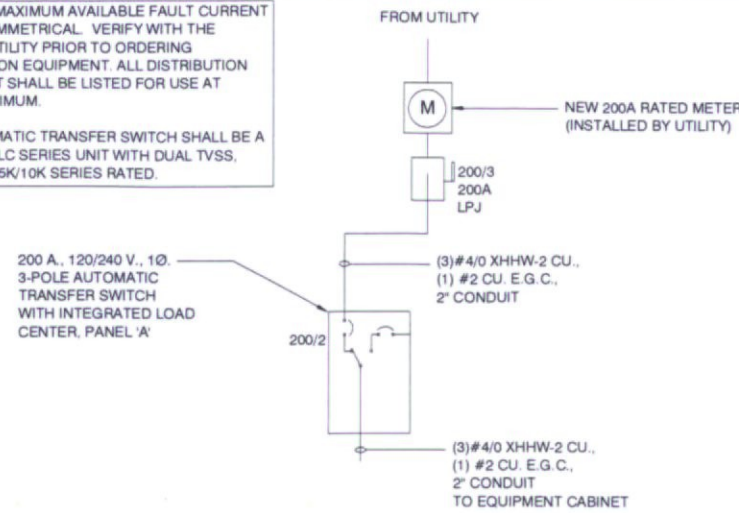 MAXIMUM AVAILABLE FAULT CURRENT
MMETRICAL. VERIFY WITH THE
TILITY PRIOR TO ORDERING
ON EQUIPMENT. ALL DISTRIBUTION
T SHALL BE LISTED FOR USE AT
IMUM.
MATIC TRANSFER SWITCH SHALL BE A
LC SERIES UNIT WITH DUAL TVSS,
5K/10K SERIES RATED.
FROM UTILITY
M
NEW 200A RATED METER
(INSTALLED BY UTILITY)
200/3
200A
LPJ
200 A., 120/240 V., 1Ø.
3-POLE AUTOMATIC
TRANSFER SWITCH
WITH INTEGRATED LOAD
CENTER, PANEL 'A'
(3)#4/0 XHHW-2 CU.,
(1) #2 CU. E.G.C.,
2" CONDUIT
200/2
(3)#4/0 XHHW-2 CU.,
(1) #2 CU. E.G.C.,
2" CONDUIT
TO EQUIPMENT CABINET